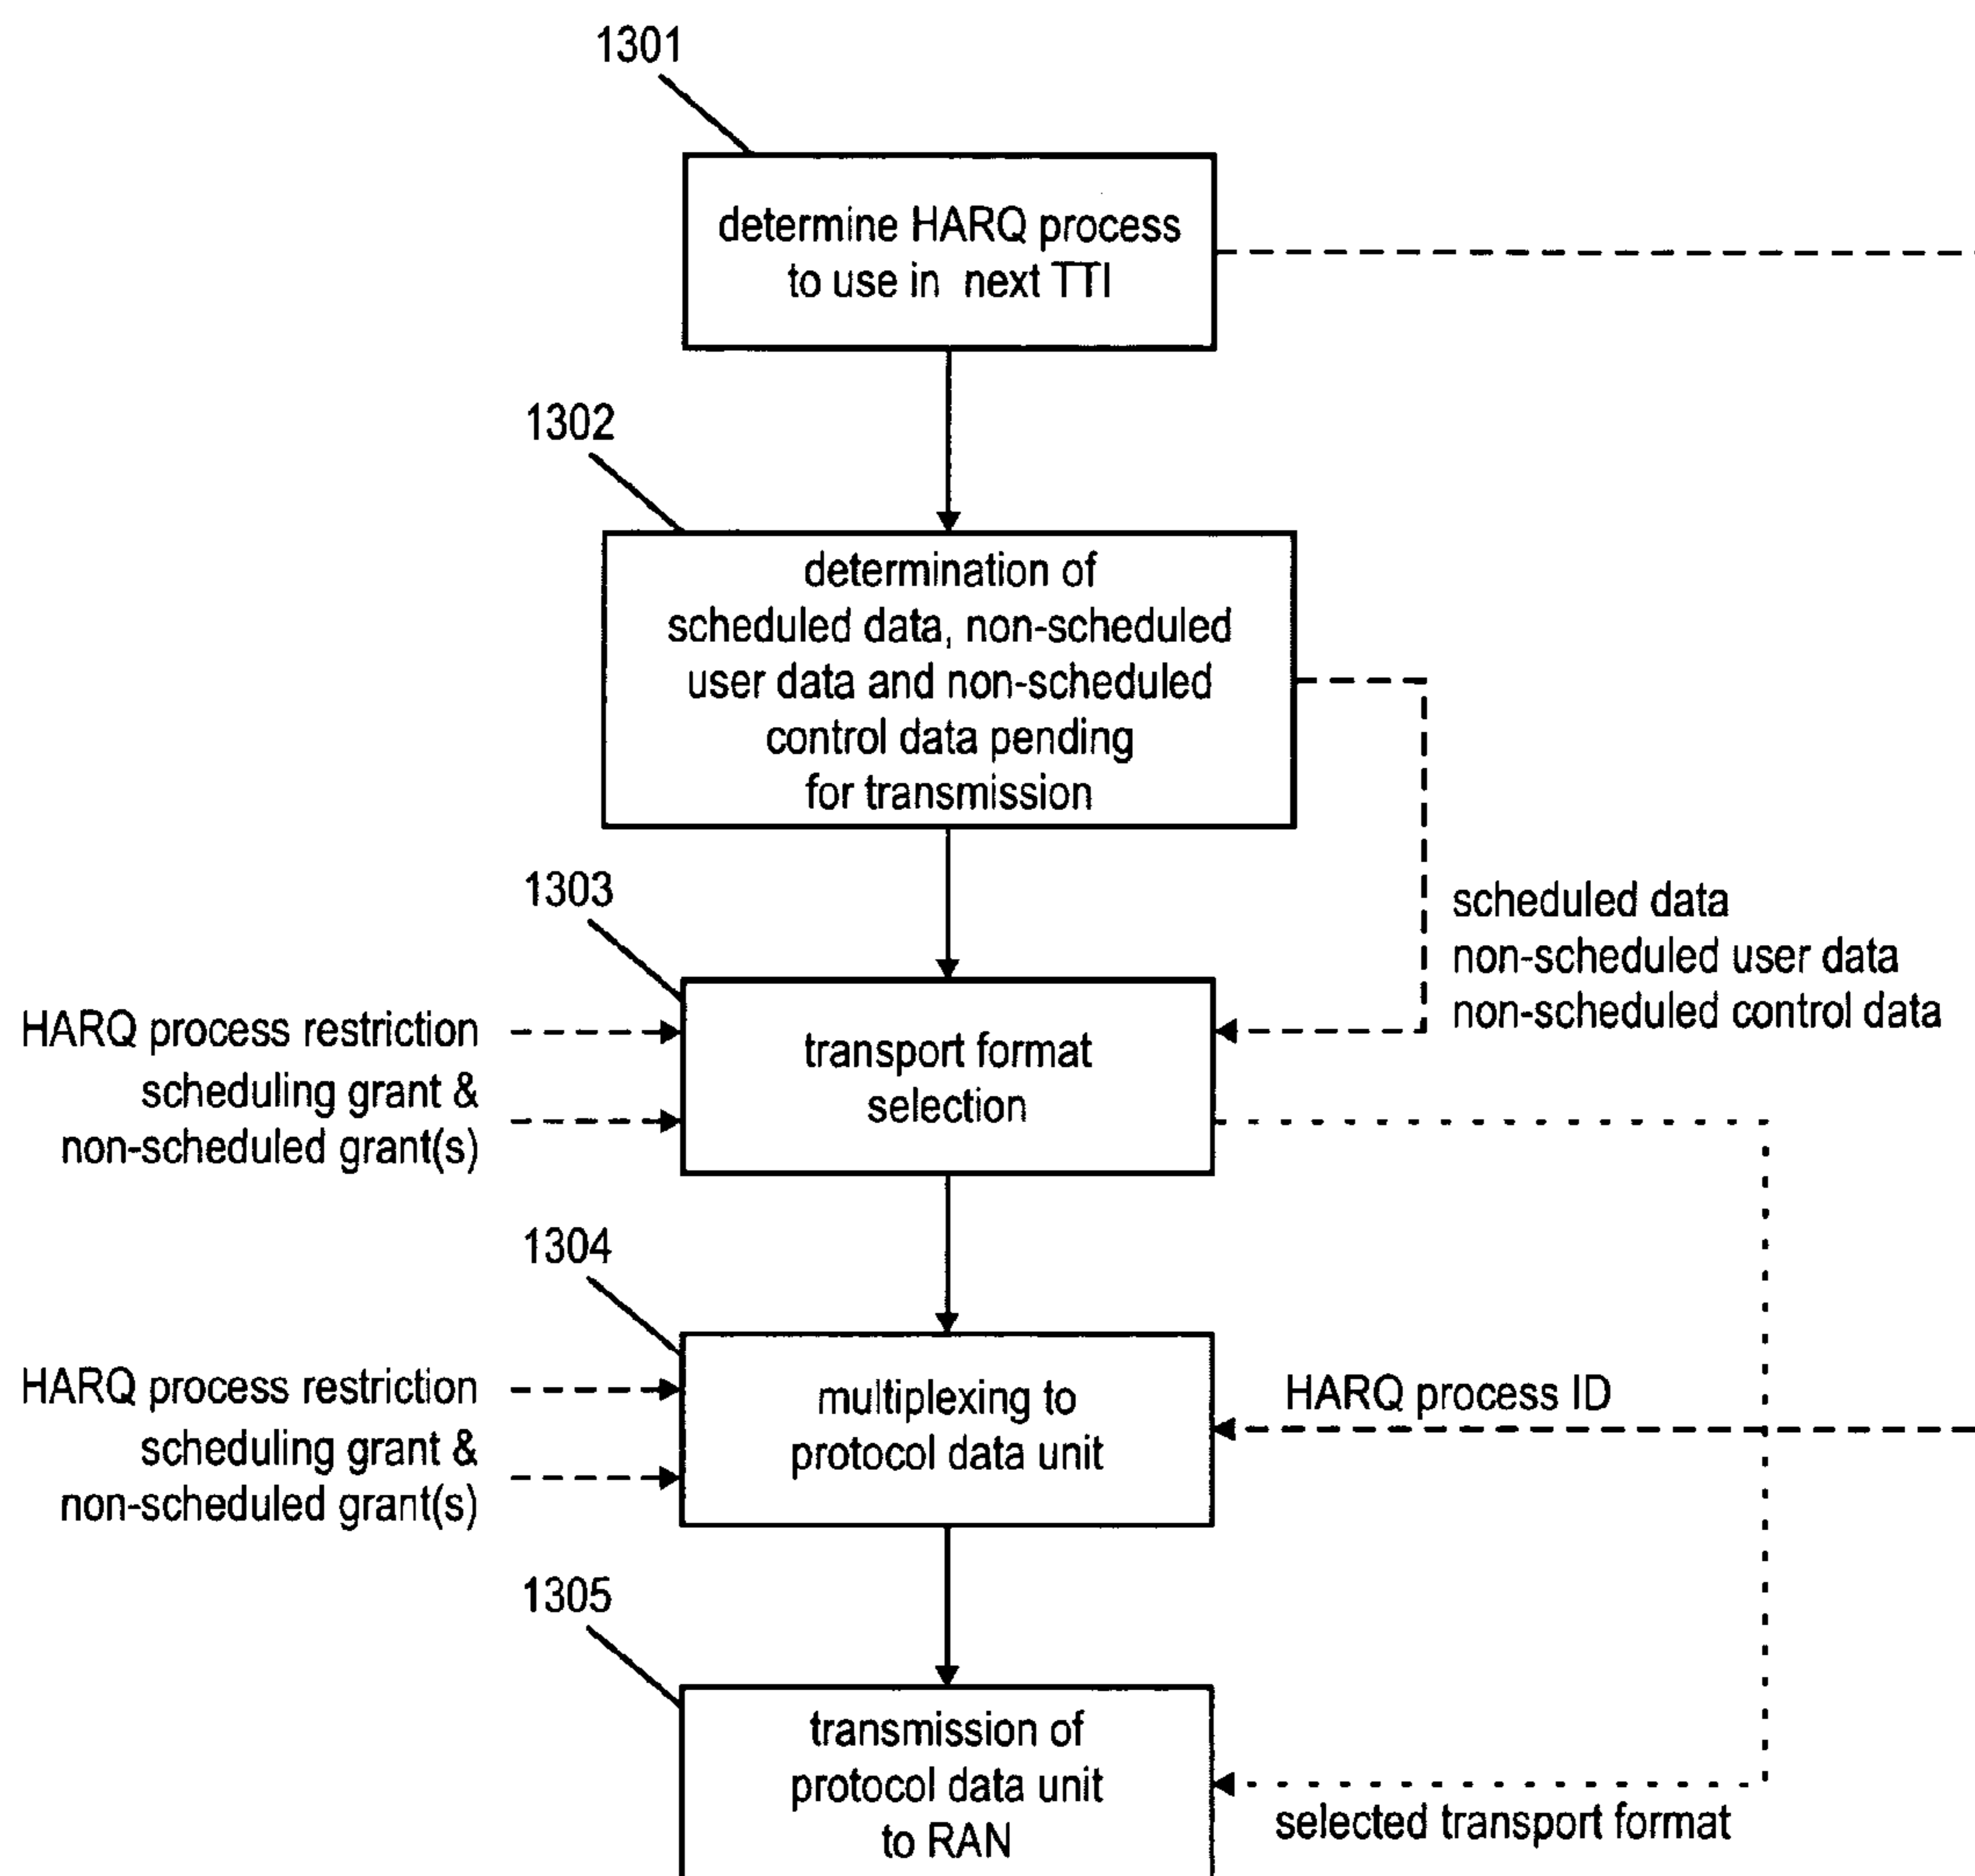 1301
determine HARQ process
to use in next TTI
1302
determination of
scheduled data, non-scheduled
user data and non-scheduled
control data pending
for transmission
scheduled data
non-scheduled user data
non-scheduled control data
1303
HARQ process restriction
scheduling grant &
non-scheduled grant(s)
transport format
selection
1304
HARQ process restriction
scheduling grant &
non-scheduled grant(s)
multiplexing to
protocol data unit
HARQ process ID
1305
transmission of
protocol data unit
to RAN
selected transport format